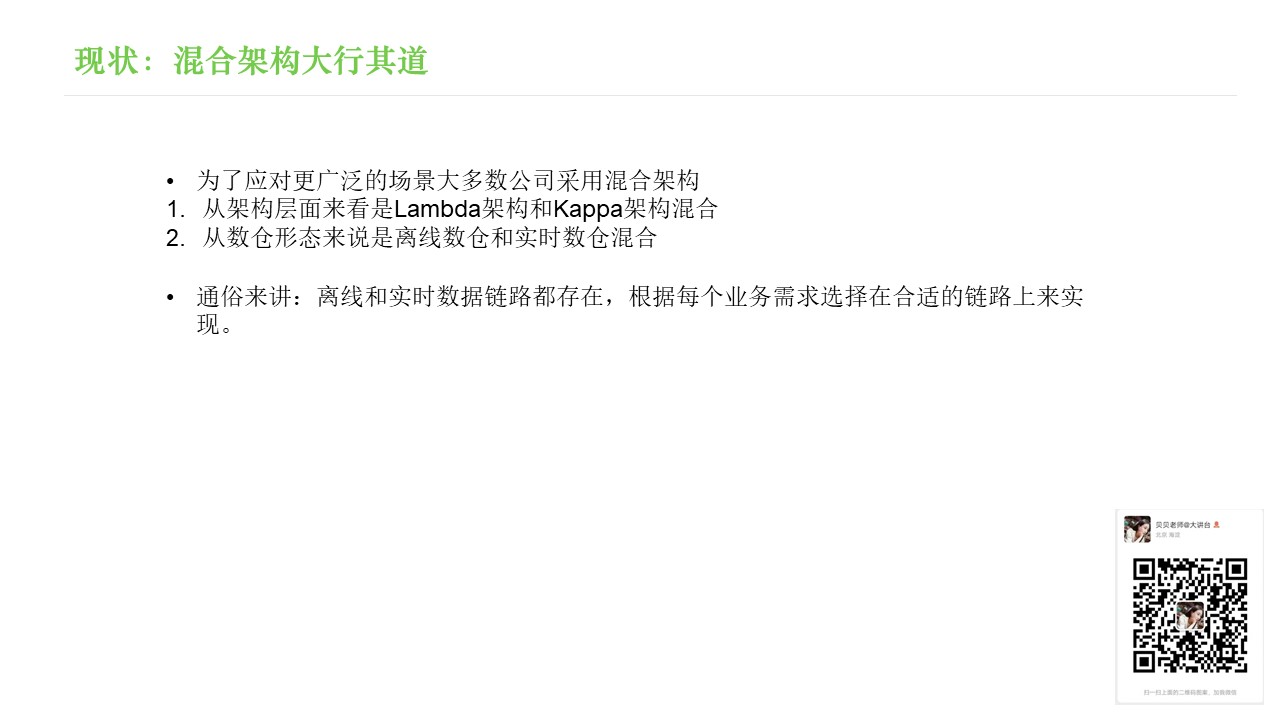 现状：混合架构大行其道
• 为了应对更广泛的场景大多数公司采用混合架构
1. 从架构层面来看是Lambda架构和Kappa架构混合
2. 从数仓形态来说是离线数仓和实时数仓混合
• 通俗来讲：离线和实时数据链路都存在，根据每个业务需求选择在合适的链路上来实
现。
贝贝老师@大讲台
北京 海淀
扫一扫上面的二维码图案，加我微信